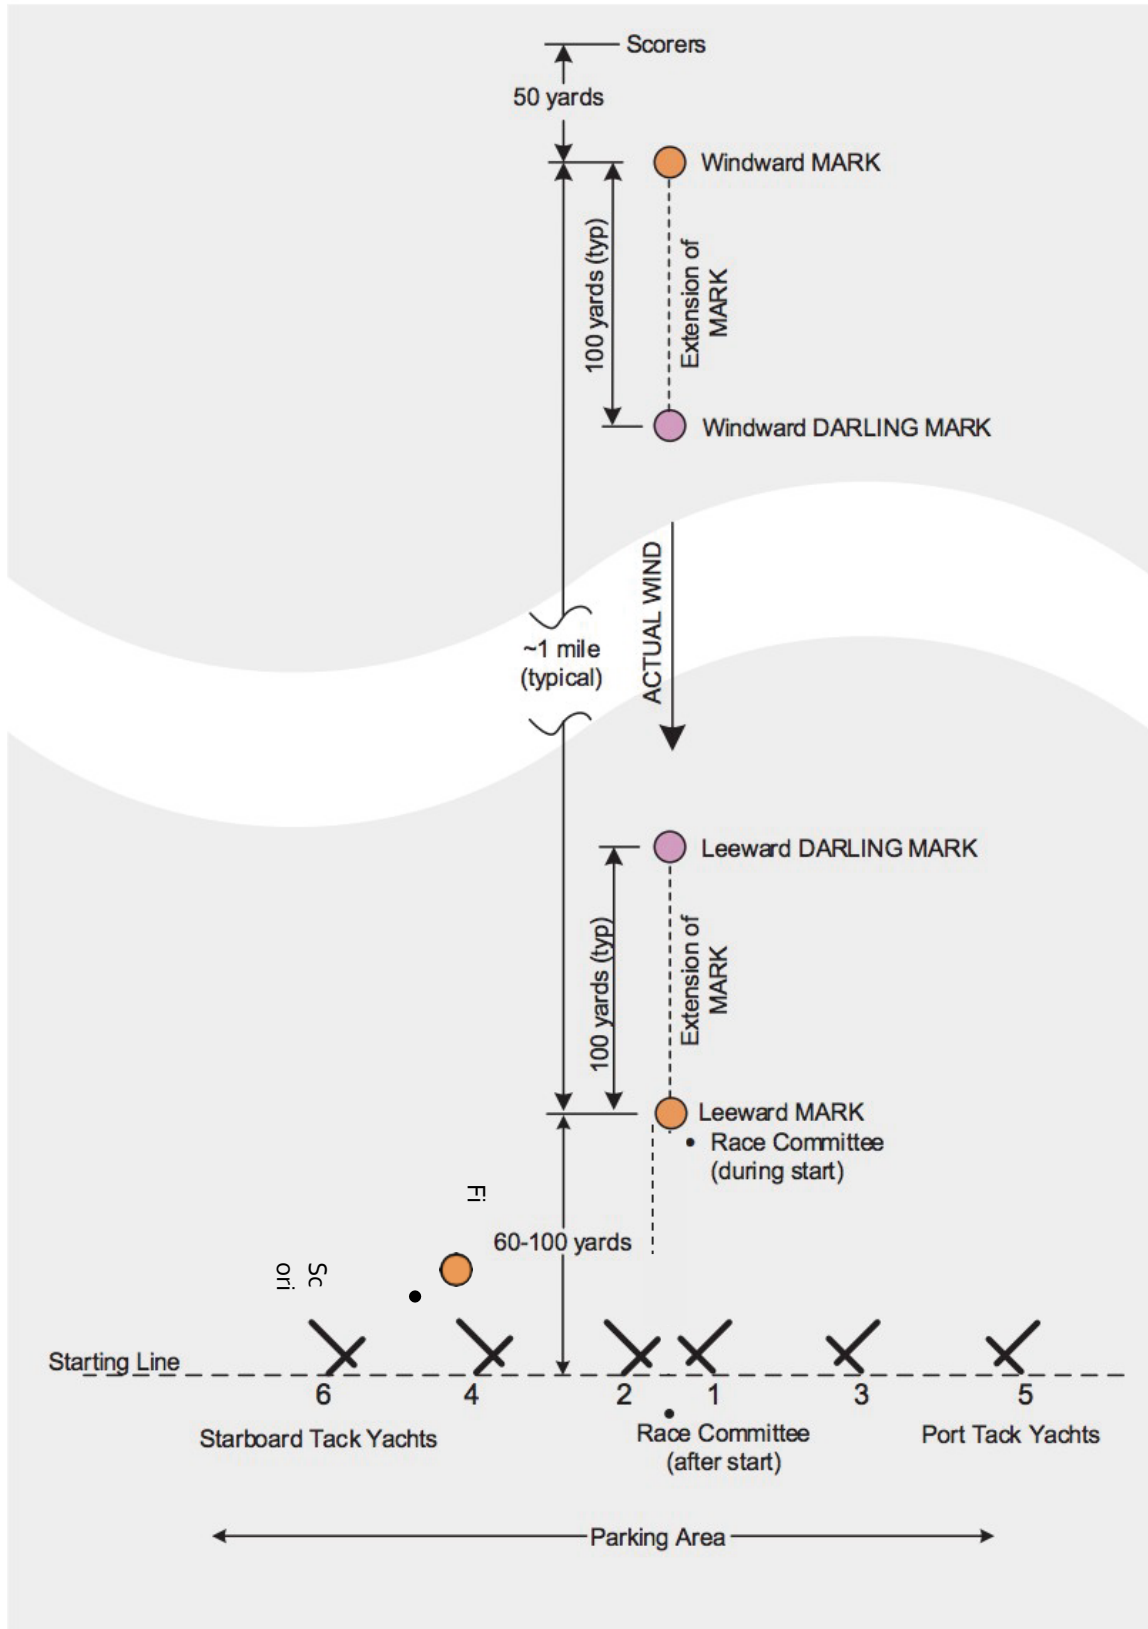 Scorers
50 yards
Windward MARK
100 yards (typ)
Extension of
MARK
Windward DARLING MARK
ACTUAL WIND
~1 mile
(typical)
Leeward DARLING MARK
100 yards (typ)
Extension of
MARK
Leeward MARK
• Race Committee
(during start)
Fi
60-100 yards
Sc
ori
Starting Line
6 4 2 1 3 5
Starboard Tack Yachts
Race Committee
(after start)
Port Tack Yachts
Parking Area